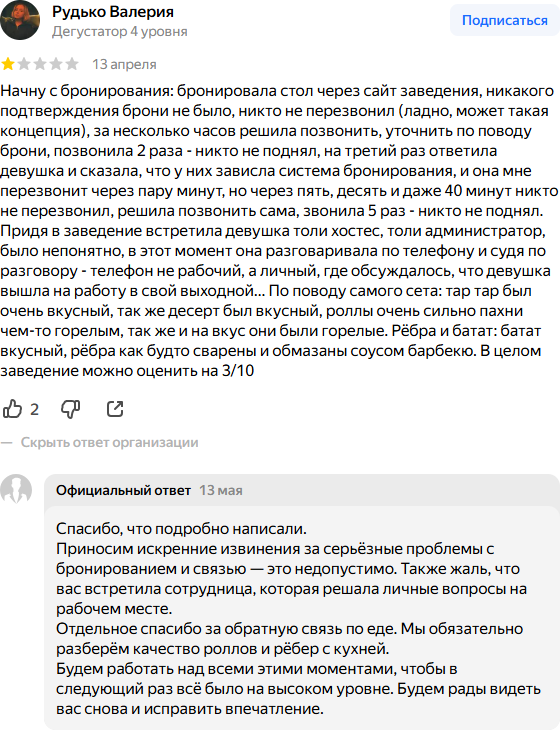 Рудько Валерия
Дегустатор 4 уровня
Подписаться
13 апреля
Начну с бронирования: бронировала стол через сайт заведения, никакого
подтверждения брони не было, никто не перезвонил (ладно, может такая
концепция), за несколько часов решила позвонить, уточнить по поводу
брони, позвонила 2 раза - никто не поднял, на третий раз ответила
девушка и сказала, что у них зависла система бронирования, и она мне
перезвонит через пару минут, но через пять, десять и даже 40 минут никто
не перезвонил, решила позвонить сама, звонила 5 раз - никто не поднял.
Придя в заведение встретила девушка толи хостес, толи администратор,
было непонятно, в этот момент она разговаривала по телефону и судя по
разговору - телефон не рабочий, а личный, где обсуждалось, что девушка
вышла на работу в свой выходной... По поводу самого сета: тар тар был
очень вкусный, так же десерт был вкусный, роллы очень сильно пахни
чем-то горелым, так же и на вкус они были горелые. Рёбра и батат: батат
вкусный, рёбра как будто сварены и обмазаны соусом барбекю. В целом
заведение можно оценить на 3/10
2
— Скрыть ответ организации
Официальный ответ 13 мая
Спасибо, что подробно написали.
Приносим искренние извинения за серьёзные проблемы с
бронированием и связью — это недопустимо. Также жаль, что
вас встретила сотрудница, которая решала личные вопросы на
рабочем месте.
Отдельное спасибо за обратную связь по еде. Мы обязательно
разберём качество роллов и рёбер с кухней.
Будем работать над всеми этими моментами, чтобы в
следующий раз всё было на высоком уровне. Будем рады видеть
вас снова и исправить впечатление.